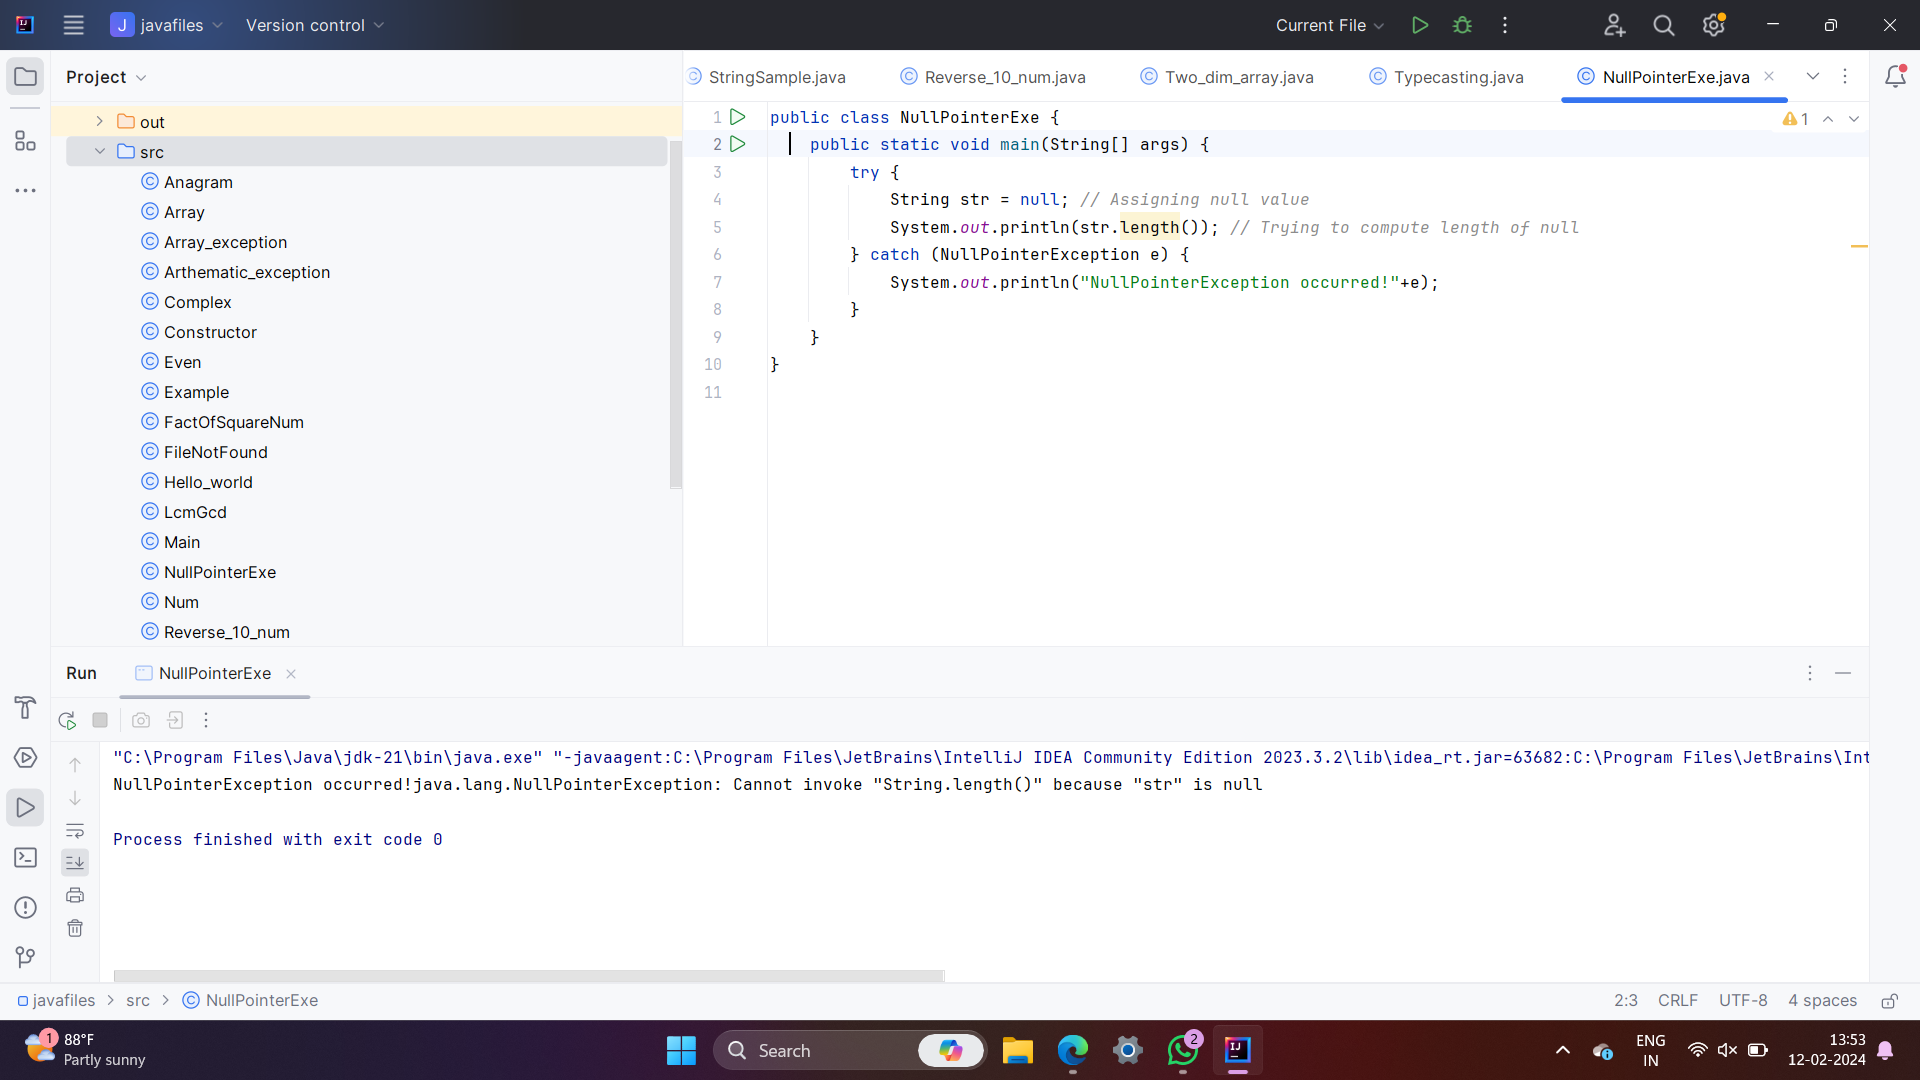 J javafiles Version control Current File
Project
StringSample.java Reverse_10_num.java Two_dim_array.java Typecasting.java NullPointerExe.java
out
src
Anagram
Array
Array_exception
Arthematic_exception
Complex
Constructor
Even
Example
FactOfSquareNum
FileNotFound
Hello_world
LcmGcd
Main
NullPointerExe
Num
Reverse_10_num
1 public class NullPointerExe { 1
2 public static void main(String[] args) {
3 try {
4 String str = null; // Assigning null value
5 System.out.println(str.length()); // Trying to compute length of null
6 } catch (NullPointerException e) {
7 System.out.println("NullPointerException occurred!"+e);
8 }
9 }
10 }
11
Run NullPointerExe
"C:\Program Files\Java\jdk-21\bin\java.exe" "-javaagent:C:\Program Files\JetBrains\IntelliJ IDEA Community Edition 2023.3.2\lib\idea_rt.jar=63682:C:\Program Files\JetBrains\Int
NullPointerException occurred!java.lang.NullPointerException: Cannot invoke "String.length()" because "str" is null
Process finished with exit code 0
javafiles > src > NullPointerExe 2:3 CRLF UTF-8 4 spaces
1 88°F
Partly sunny
Search
2
IJ
ENG
IN
13:53
12-02-2024